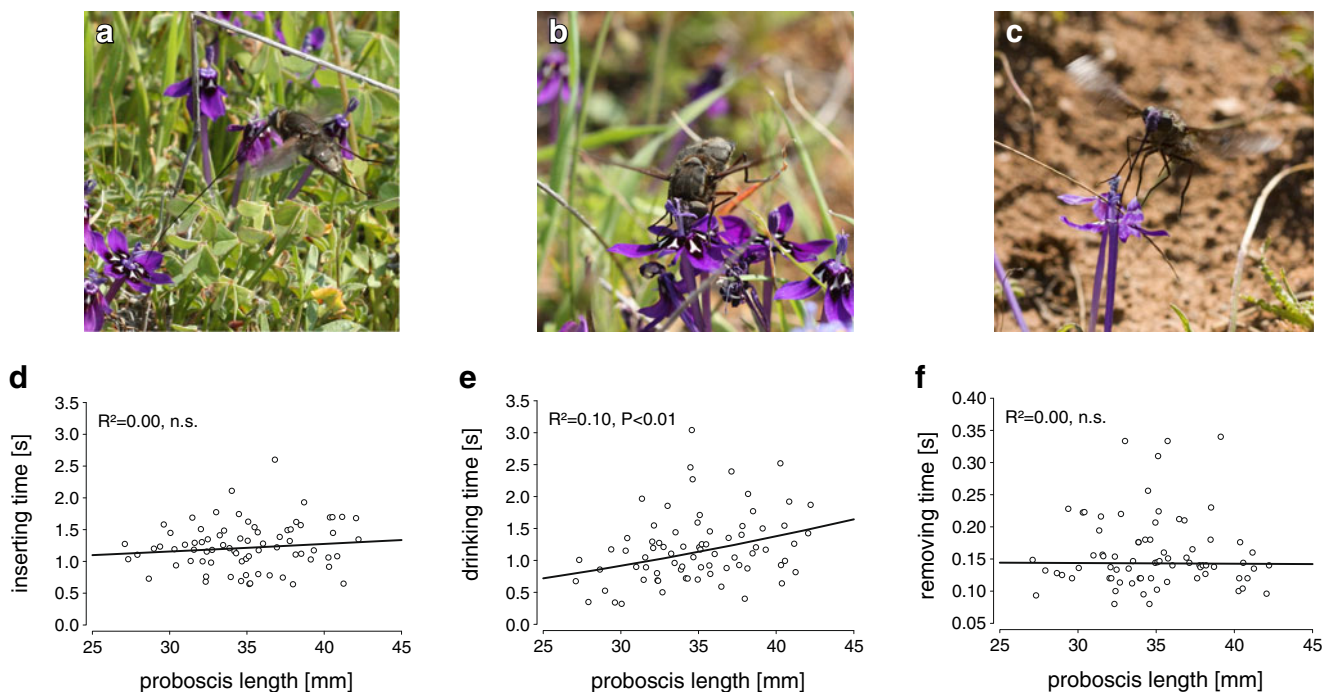 a
b
c
d
e
f
R²=0.00, n.s.
R²=0.10, P<0.01
R²=0.00, n.s.
inserting time [s]
3.5
3.0
2.5
2.0
1.5
1.0
0.5
0.0
25 30 35 40 45
proboscis length [mm]
drinking time [s]
3.5
3.0
2.5
2.0
1.5
1.0
0.5
0.0
25 30 35 40 45
proboscis length [mm]
removing time [s]
0.40
0.35
0.30
0.25
0.20
0.15
0.10
0.05
25 30 35 40 45
proboscis length [mm]